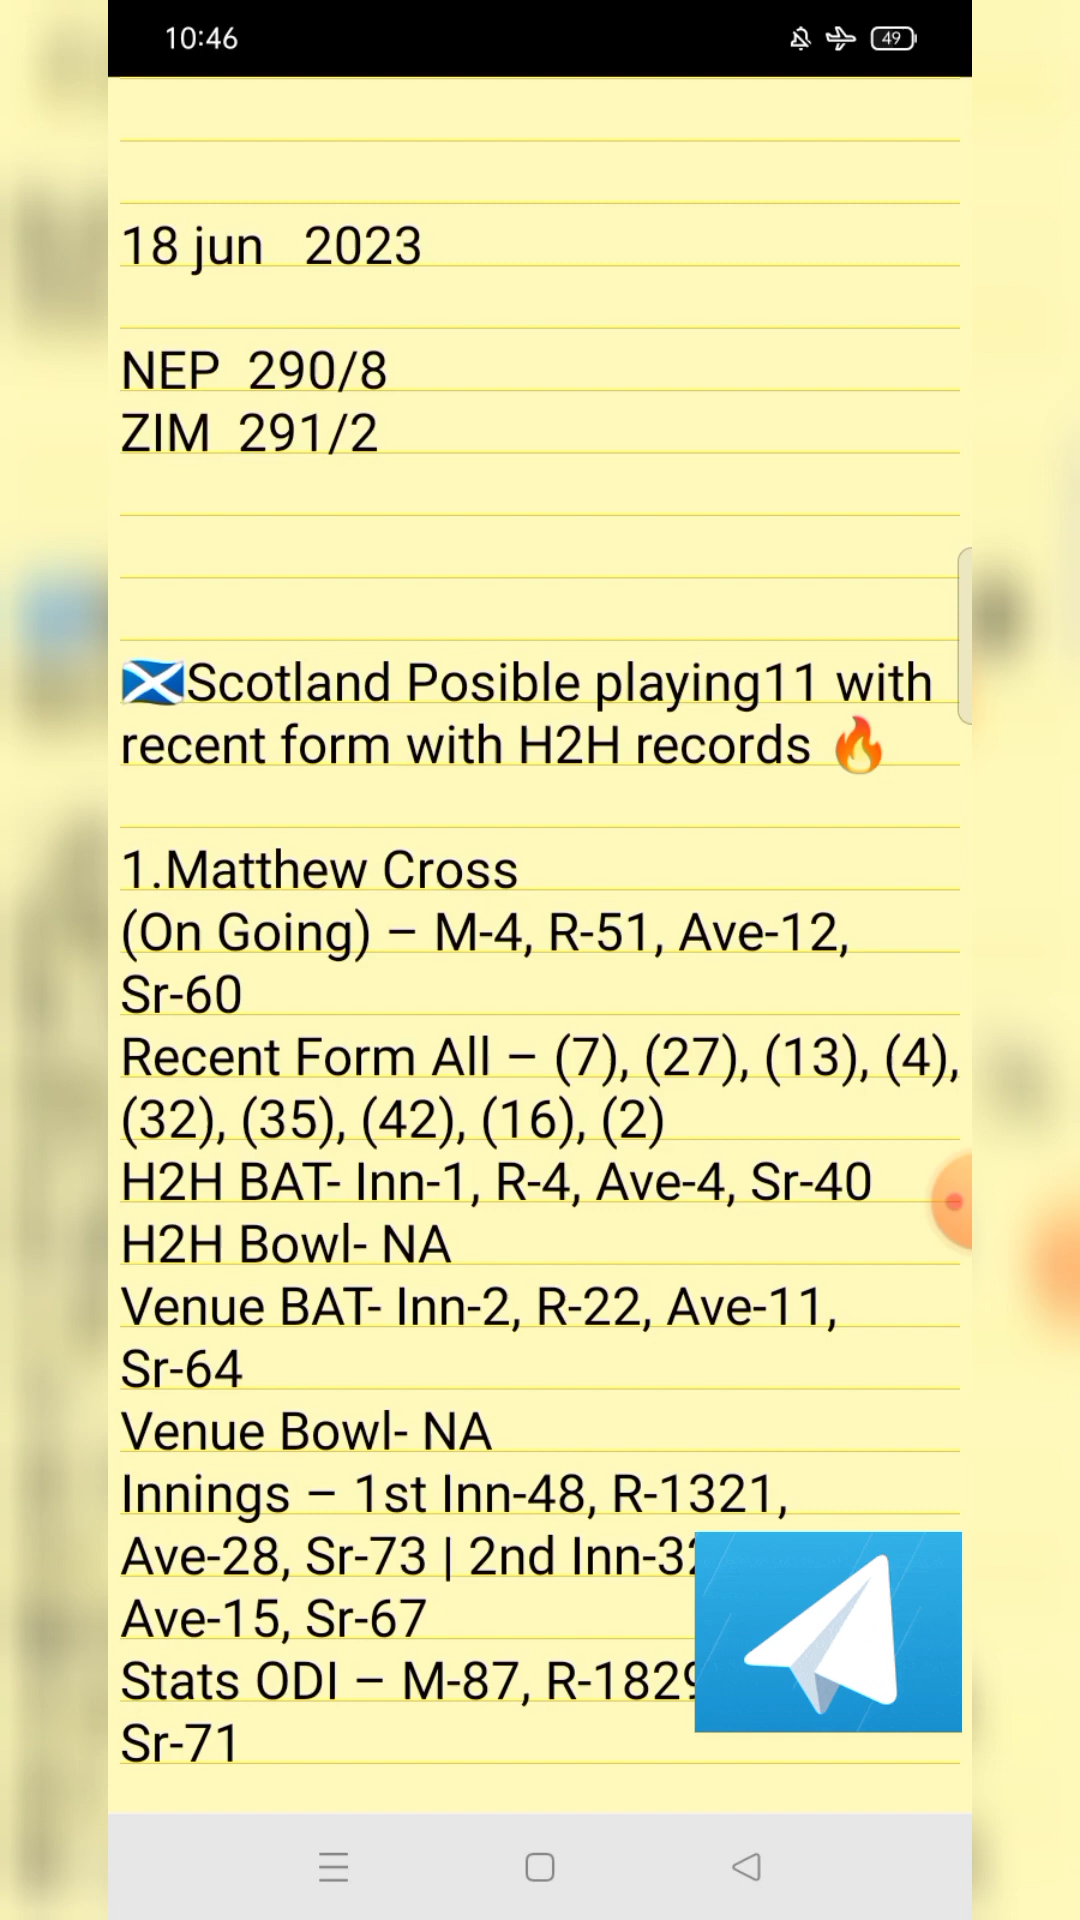 10:46
49
18 jun 2023
NEP 290/8
ZIM 291/2
🏴󠁧󠁢󠁳󠁣󠁴󠁿Scotland Posible playing11 with
recent form with H2H records 🔥
1.Matthew Cross
(On Going) – M-4, R-51, Ave-12,
Sr-60
Recent Form All – (7), (27), (13), (4),
(32), (35), (42), (16), (2)
H2H BAT- Inn-1, R-4, Ave-4, Sr-40
H2H Bowl- NA
Venue BAT- Inn-2, R-22, Ave-11,
Sr-64
Venue Bowl- NA
Innings – 1st Inn-48, R-1321,
Ave-28, Sr-73 | 2nd
Ave-15, Sr-67
Stats ODI – M-87,
Sr-71